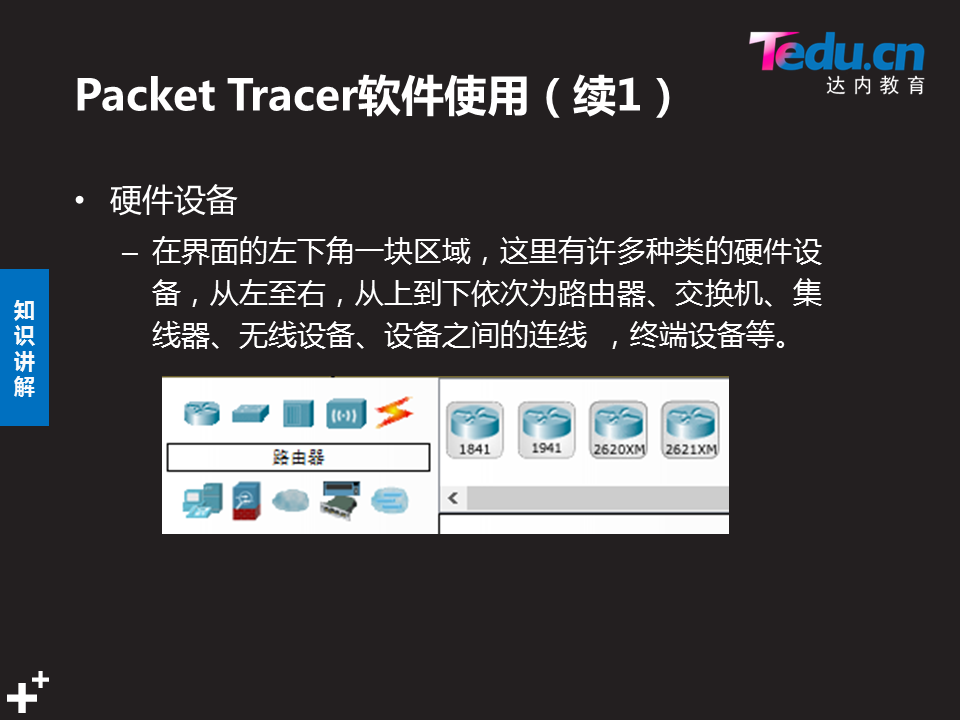 Tedu.cn
达内教育
Packet Tracer软件使用（续1）
• 硬件设备
– 在界面的左下角一块区域，这里有许多种类的硬件设
备，从左至右，从上到下依次为路由器、交换机、集
线器、无线设备、设备之间的连线 ，终端设备等。
知
识
讲
解
路由器
1841 1941 2620XM 2621XM